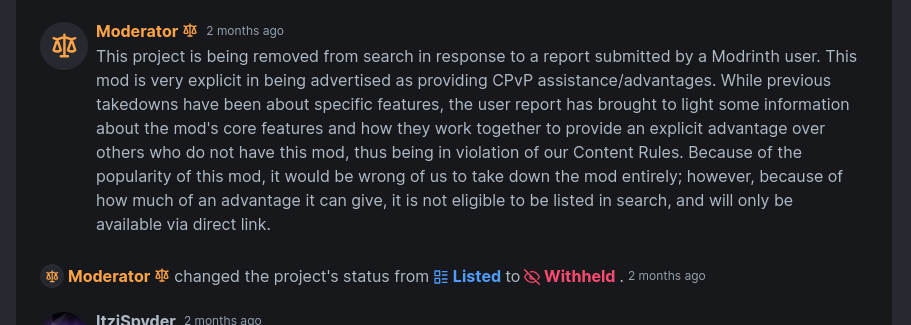 Moderator 2 months ago
This project is being removed from search in response to a report submitted by a Modrinth user. This
mod is very explicit in being advertised as providing CPvP assistance/advantages. While previous
takedowns have been about specific features, the user report has brought to light some information
about the mod's core features and how they work together to provide an explicit advantage over
others who do not have this mod, thus being in violation of our Content Rules. Because of the
popularity of this mod, it would be wrong of us to take down the mod entirely; however, because of
how much of an advantage it can give, it is not eligible to be listed in search, and will only be
available via direct link.
Moderator changed the project's status from Listed to Withheld . 2 months ago
ItziSpyder 2 months ago